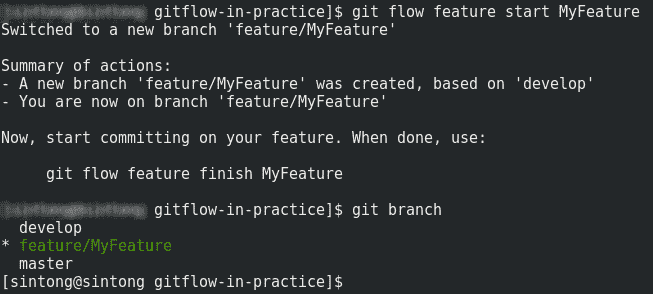 gitflow-in-practice]$ git flow feature start MyFeature
Switched to a new branch 'feature/MyFeature'
Summary of actions:
- A new branch 'feature/MyFeature' was created, based on 'develop'
- You are now on branch 'feature/MyFeature'
Now, start committing on your feature. When done, use:
git flow feature finish MyFeature
gitflow-in-practice]$ git branch
develop
* feature/MyFeature
master
[sintong@sintong gitflow-in-practice]$